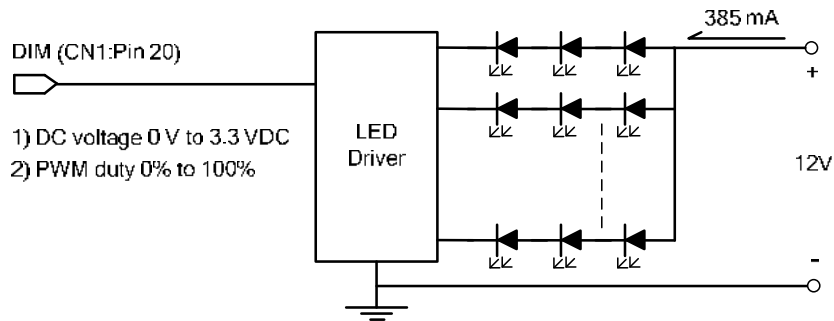 385 mA
DIM (CN1:Pin 20)
+
1) DC voltage 0 V to 3.3 VDC
2) PWM duty 0% to 100%
LED
Driver
12V
-